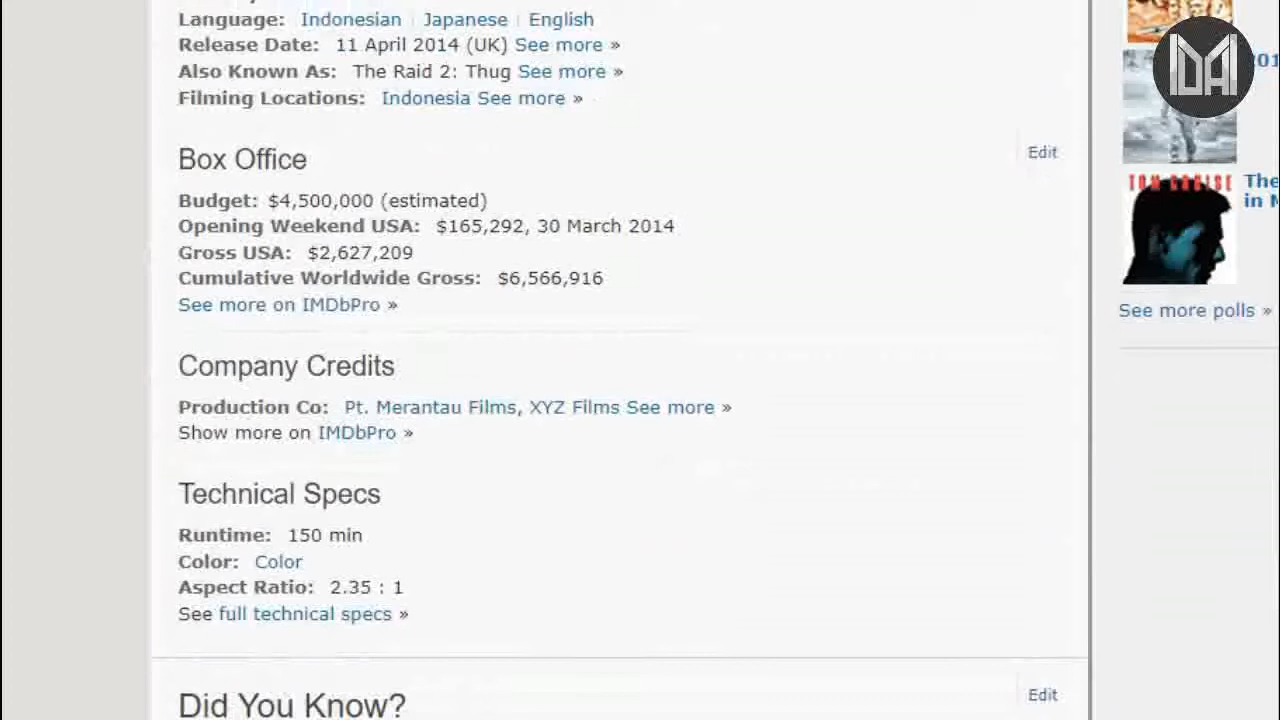 Language: Indonesian | Japanese | English
Release Date: 11 April 2014 (UK) See more »
Also Known As: The Raid 2: Thug See more »
Filming Locations: Indonesia See more »
Box Office
Edit
Budget: $4,500,000 (estimated)
Opening Weekend USA: $165,292, 30 March 2014
Gross USA: $2,627,209
Cumulative Worldwide Gross: $6,566,916
See more on IMDbPro »
Company Credits
Production Co: Pt. Merantau Films, XYZ Films See more »
Show more on IMDbPro »
Technical Specs
Runtime: 150 min
Color: Color
Aspect Ratio: 2.35 : 1
See full technical specs »
Did You Know?
Edit
TOM CRUISE
The
in
See more polls »